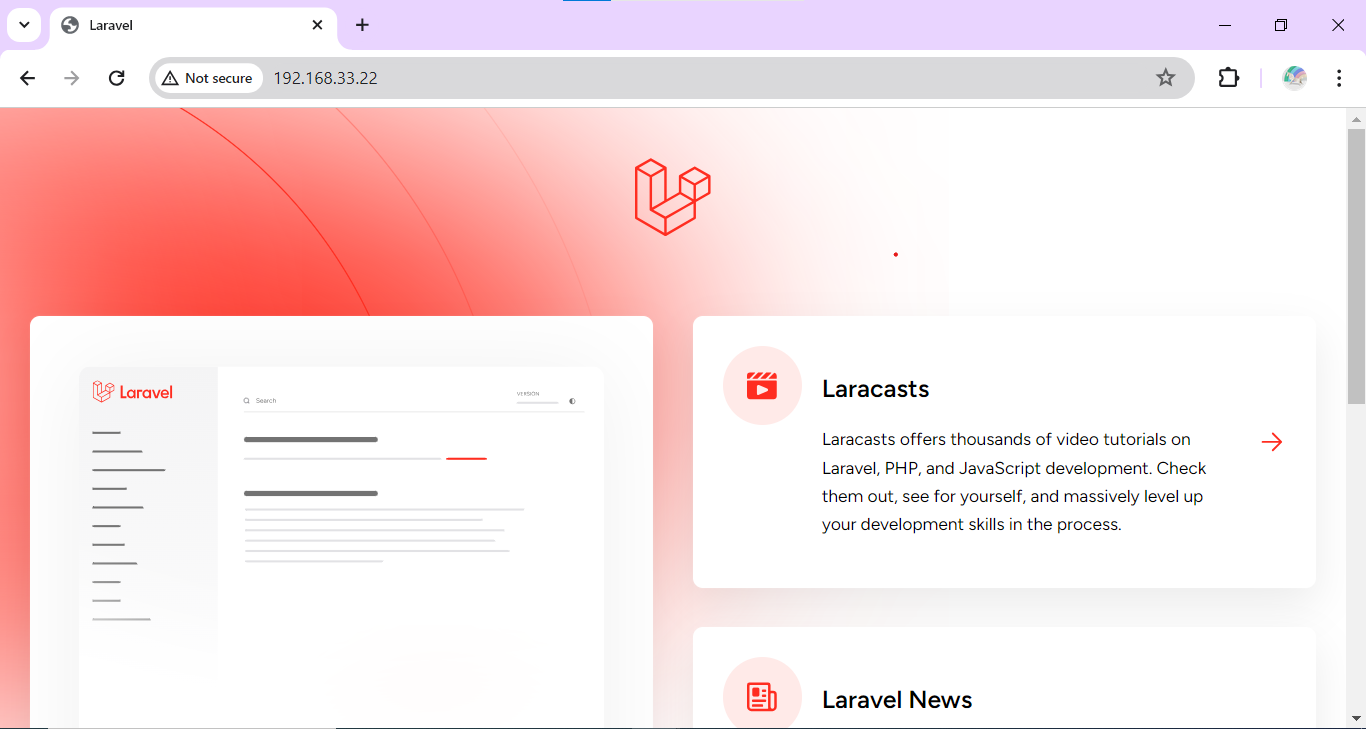 Laravel
Not secure
192.168.33.22
Laravel
Search
VERSION
Laracasts
Laracasts offers thousands of video tutorials on
Laravel, PHP, and JavaScript development. Check
them out, see for yourself, and massively level up
your development skills in the process.
Laravel News